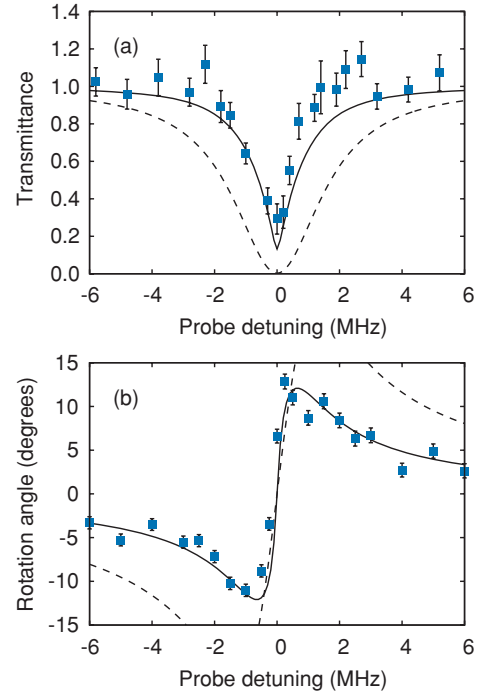 1.4
(a)
1.2
1.0
0.8
0.6
0.4
0.2
0.0
Transmittance
-6 -4 -2 0 2 4 6
Probe detuning (MHz)
15
(b)
10
5
0
-5
-10
-15
Rotation angle (degrees)
-6 -4 -2 0 2 4 6
Probe detuning (MHz)